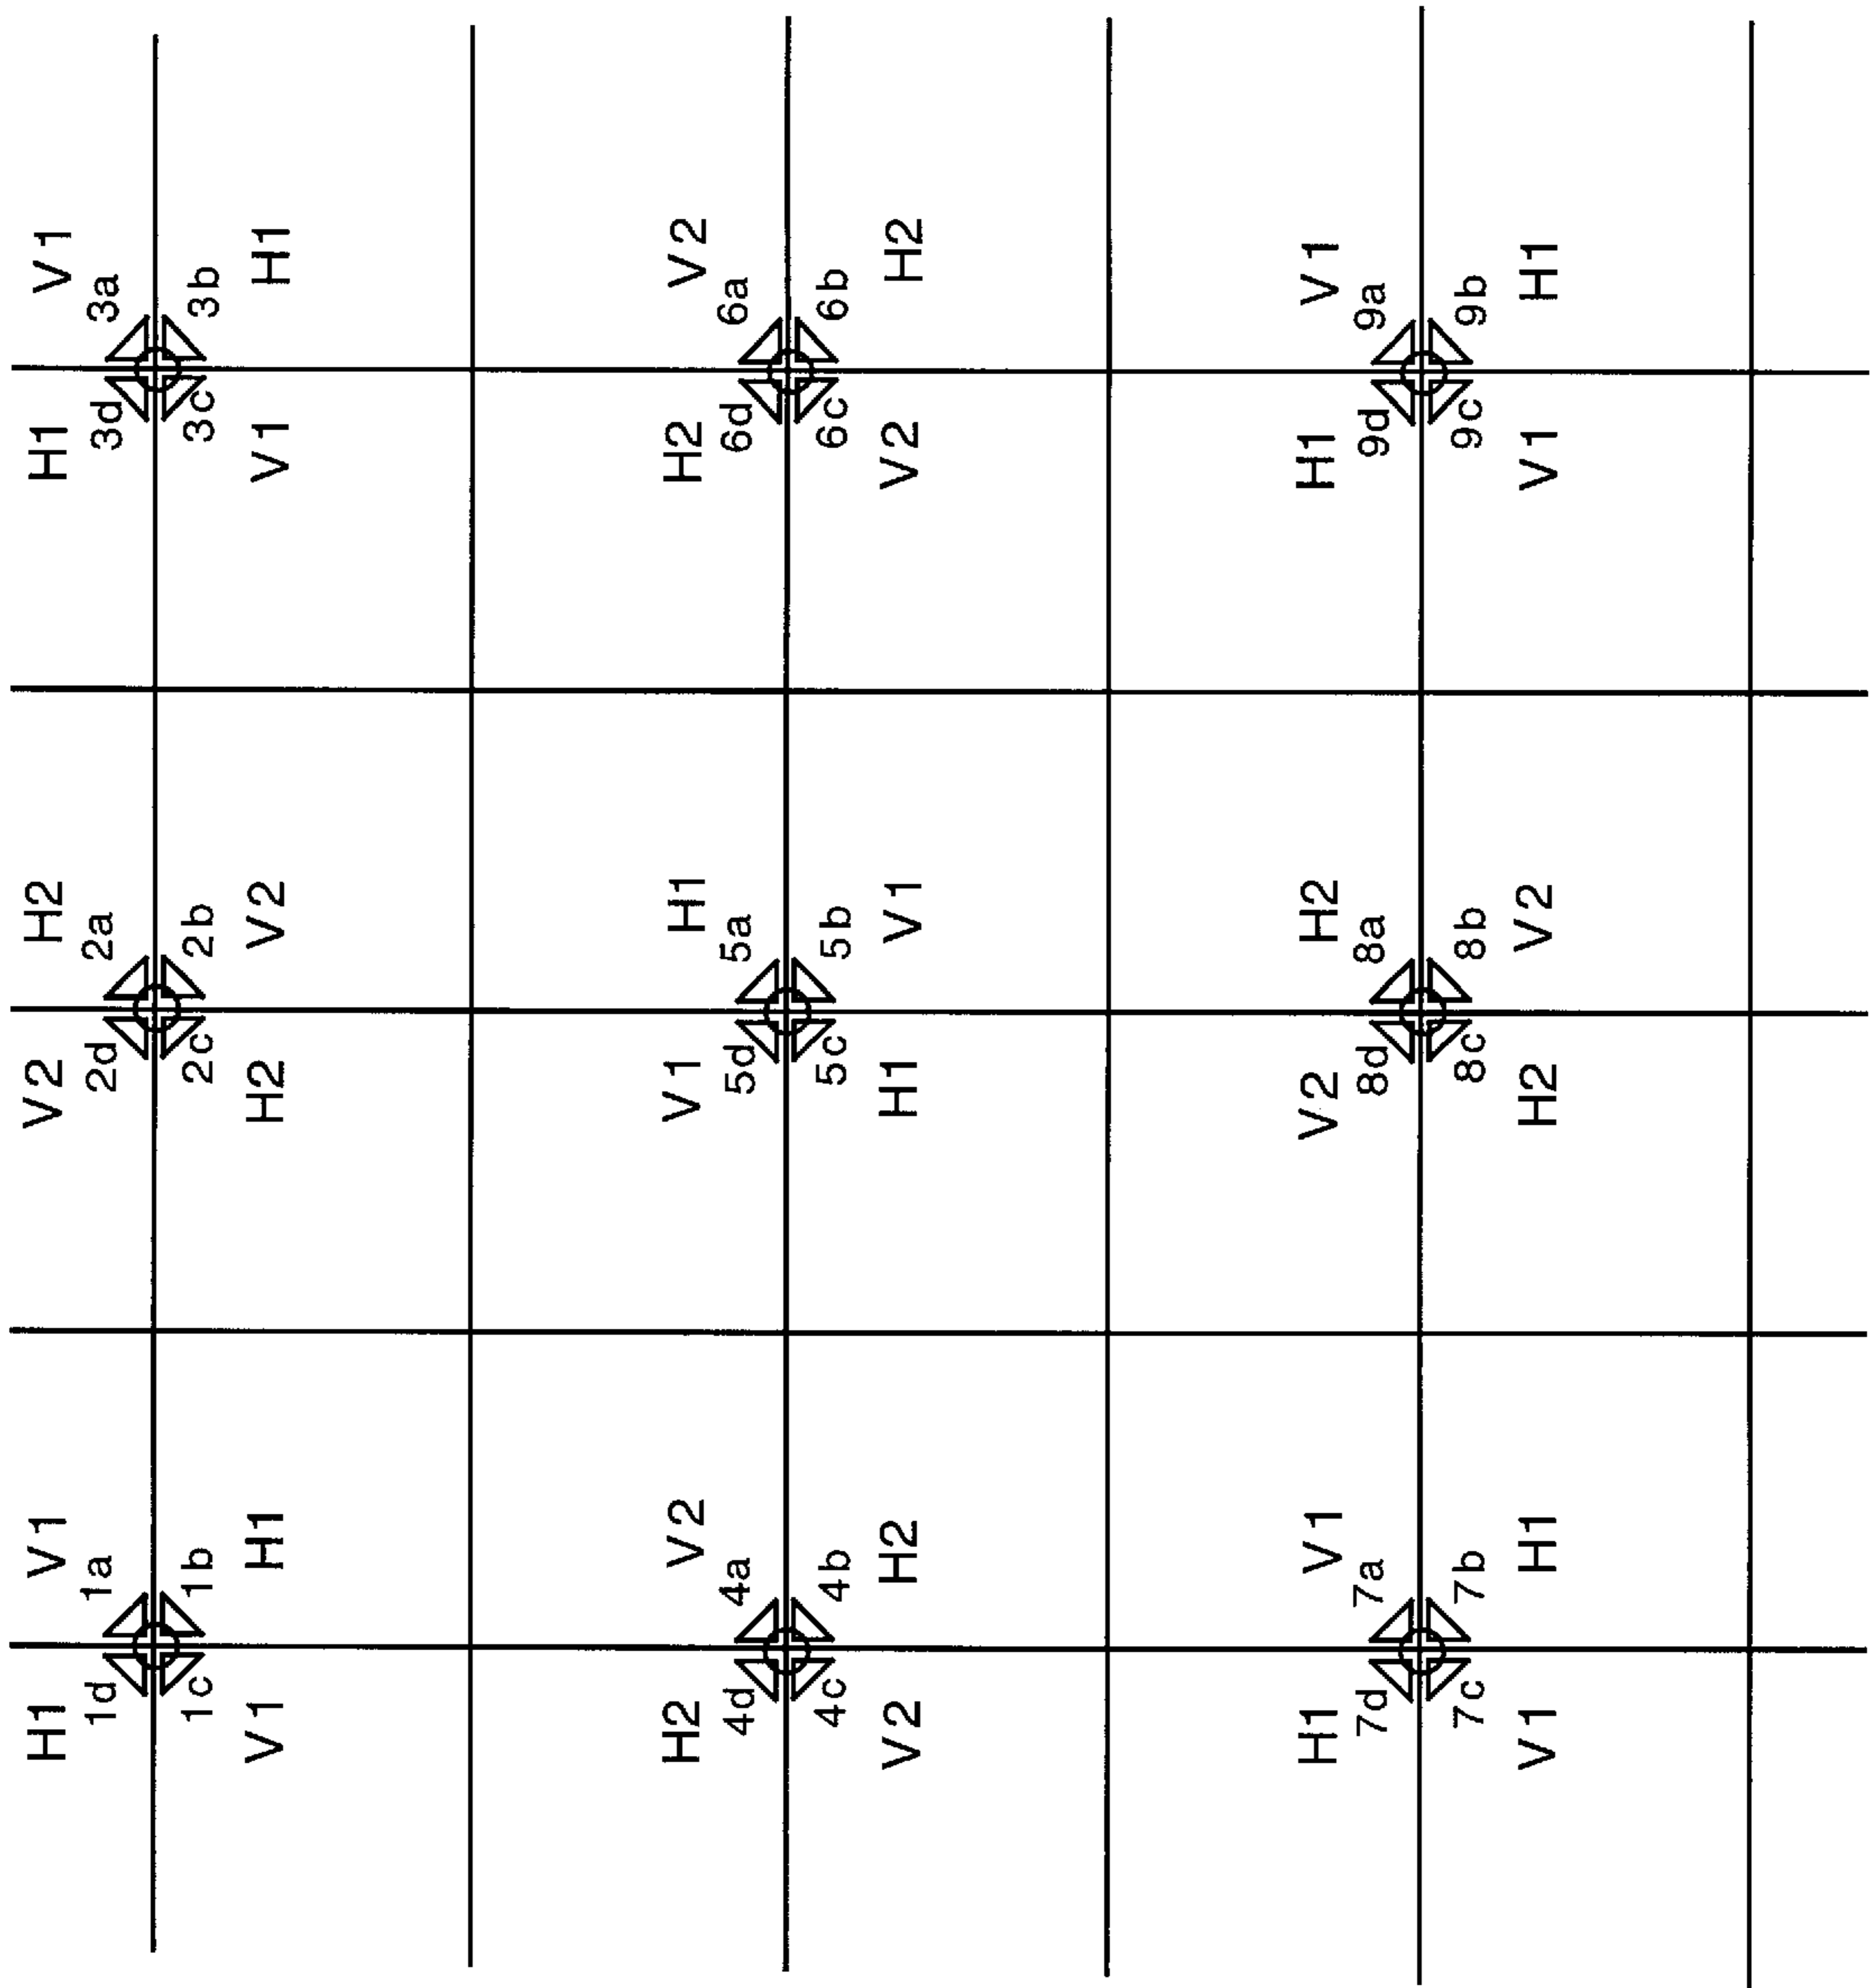 H1 V1 V2 H2 H1 V1
1d 1a 2d 2a 3d 3a
1c 1b 2c 2b 3c 3b
V1 H1 H2 V2 V1 H1
H2 V2 V1 H1 H2 V2
4d 4a 5d 5a 6d 6a
4c 4b 5c 5b 6c 6b
V2 H2 H1 V1 V2 H2
H1 V1 V2 H2 H1 V1
7d 7a 8d 8a 9d 9a
7c 7b 8c 8b 9c 9b
V1 H1 H2 V2 V1 H1